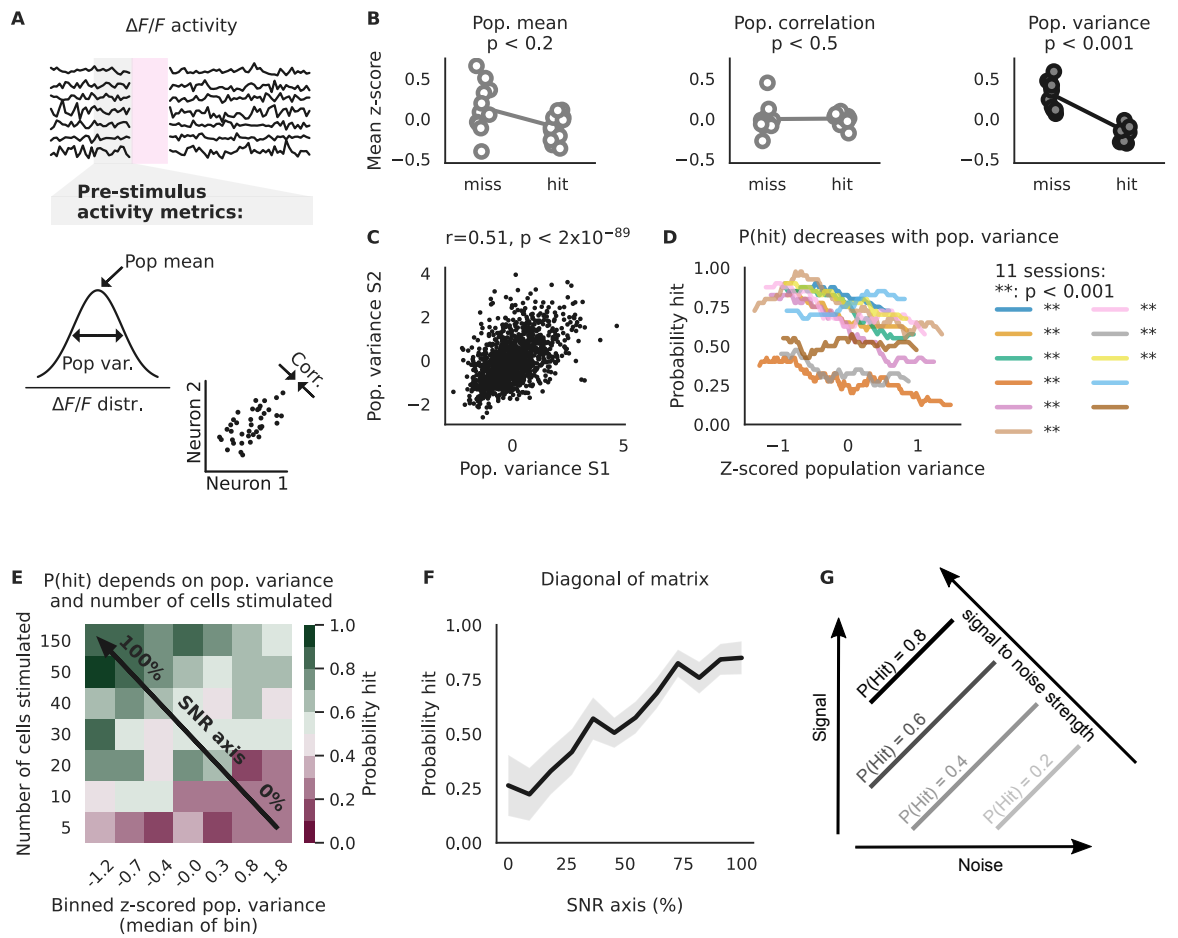 A
ΔF/F activity
Pre-stimulus
activity metrics:
Pop mean
Pop var.
ΔF/F distr.
Corr.
Neuron 2
Neuron 1
B
Pop. mean
p < 0.2
Mean z-score
0.5
0.0
−0.5
miss
hit
Pop. correlation
p < 0.5
0.5
0.0
−0.5
miss
hit
Pop. variance
p < 0.001
0.5
0.0
−0.5
miss
hit
C
r=0.51, p < 2x10⁻⁸⁹
Pop. variance S2
4
2
0
−2
0
5
Pop. variance S1
D
P(hit) decreases with pop. variance
Probability hit
1.00
0.75
0.50
0.25
0.00
−1
0
1
Z-scored population variance
11 sessions:
**: p < 0.001
**
**
**
**
**
**
**
**
**
E
P(hit) depends on pop. variance
and number of cells stimulated
Number of cells stimulated
150
50
40
30
20
10
5
100%
SNR axis
0%
-1.2
-0.7
-0.4
-0.0
0.3
0.8
1.8
Binned z-scored pop. variance
(median of bin)
1.0
0.8
0.6
0.4
0.2
0.0
Probability hit
F
Diagonal of matrix
Probability hit
1.00
0.75
0.50
0.25
0.00
0
25
50
75
100
SNR axis (%)
G
Signal
P(Hit) = 0.8
P(Hit) = 0.6
P(Hit) = 0.4
P(Hit) = 0.2
signal to noise strength
Noise